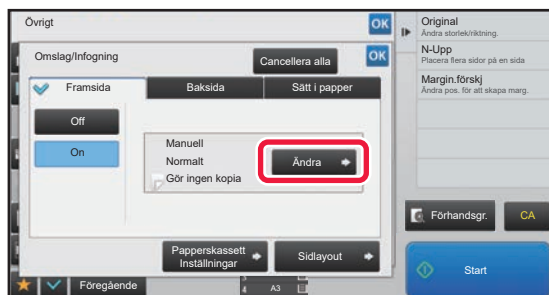 Övrigt
OK
Omslag/Infogning
Cancellera alla
OK
Framsida
Baksida
Sätt i papper
Off
On
Manuell
Normalt
Gör ingen kopia
Ändra
Papperskassett
Inställningar
Sidlayout
Föregående
4 A3
Original
Ändra storlek/riktning.
N-Upp
Placera flera sidor på en sida
Margin.förskj
Ändra pos. för att skapa marg.
Förhandsgr.
CA
Start